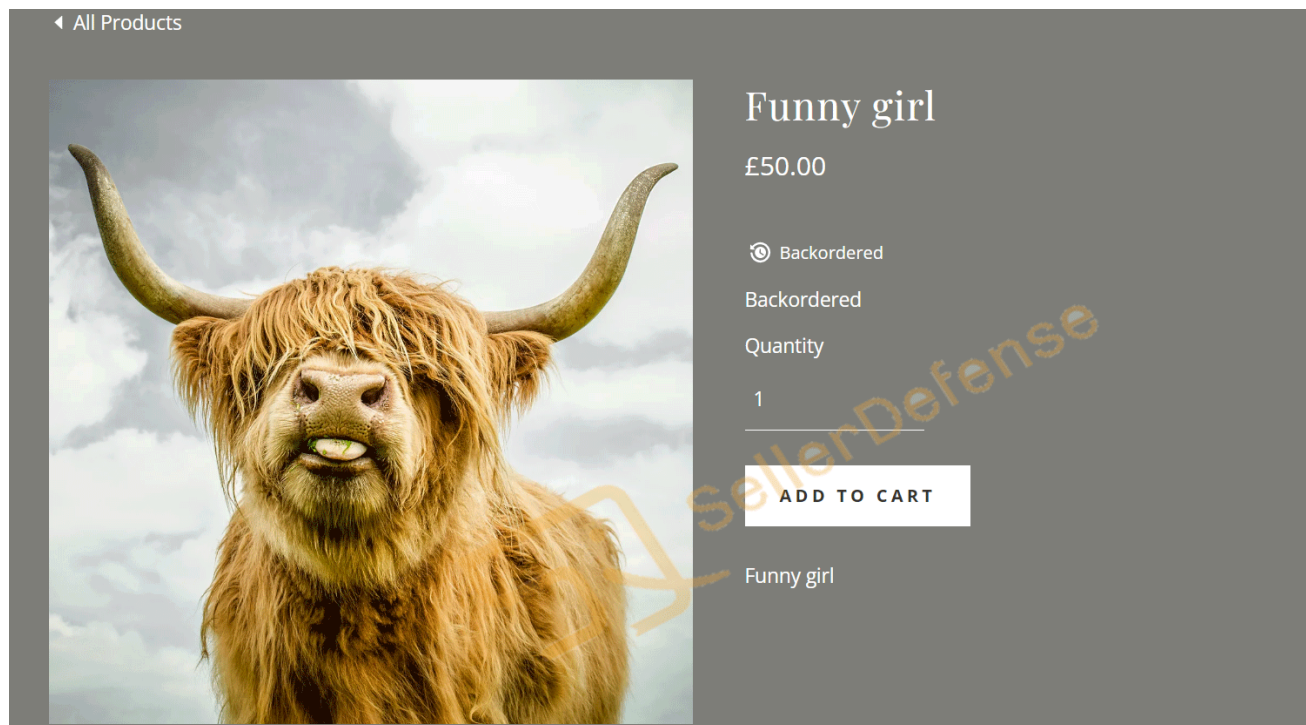 All Products
Funny girl
£50.00
Backordered
Backordered
Quantity
1
SellerDefense
ADD TO CART
Funny girl